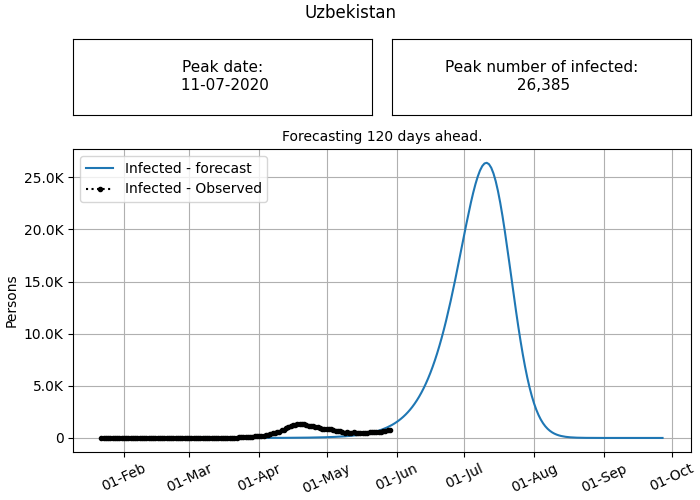 Uzbekistan
Peak date:
11-07-2020
Peak number of infected:
26,385
Forecasting 120 days ahead.
Infected - forecast
Infected - Observed
Persons
25.0K
20.0K
15.0K
10.0K
5.0K
0
01-Feb
01-Mar
01-Apr
01-May
01-Jun
01-Jul
01-Aug
01-Sep
01-Oct